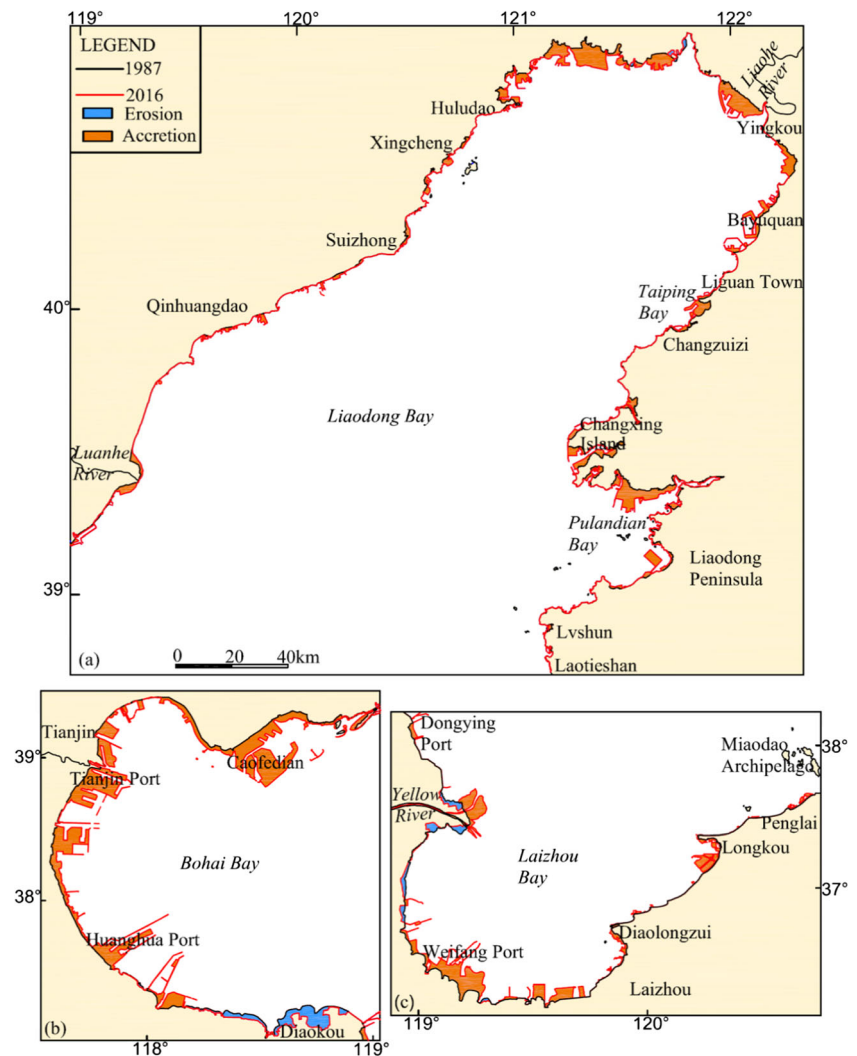 119°
120°
121°
122°
LEGEND
1987
2016
Erosion
Accretion
Liaohe
River
Huludao
Yingkou
Xingcheng
Bayuquan
Suizhong
Liguan Town
Taiping
Bay
40°
Qinhuangdao
Changzuizi
Liaodong Bay
Changxing
Island
Luanhe
River
Pulandian
Bay
Liaodong
Peninsula
39°
Lvshun
(a)
0 20 40km
Laotieshan
Tianjin
39°
Caofedian
Tianjin Port
Bohai Bay
38°
Huanghua Port
(b)
Diaokou
118°
119°
Dongying
Port
Miaodao
Archipelago
38°
Yellow
River
Penglai
Longkou
Laizhou
Bay
37°
Diaolongzui
Weifang Port
(c)
Laizhou
119°
120°